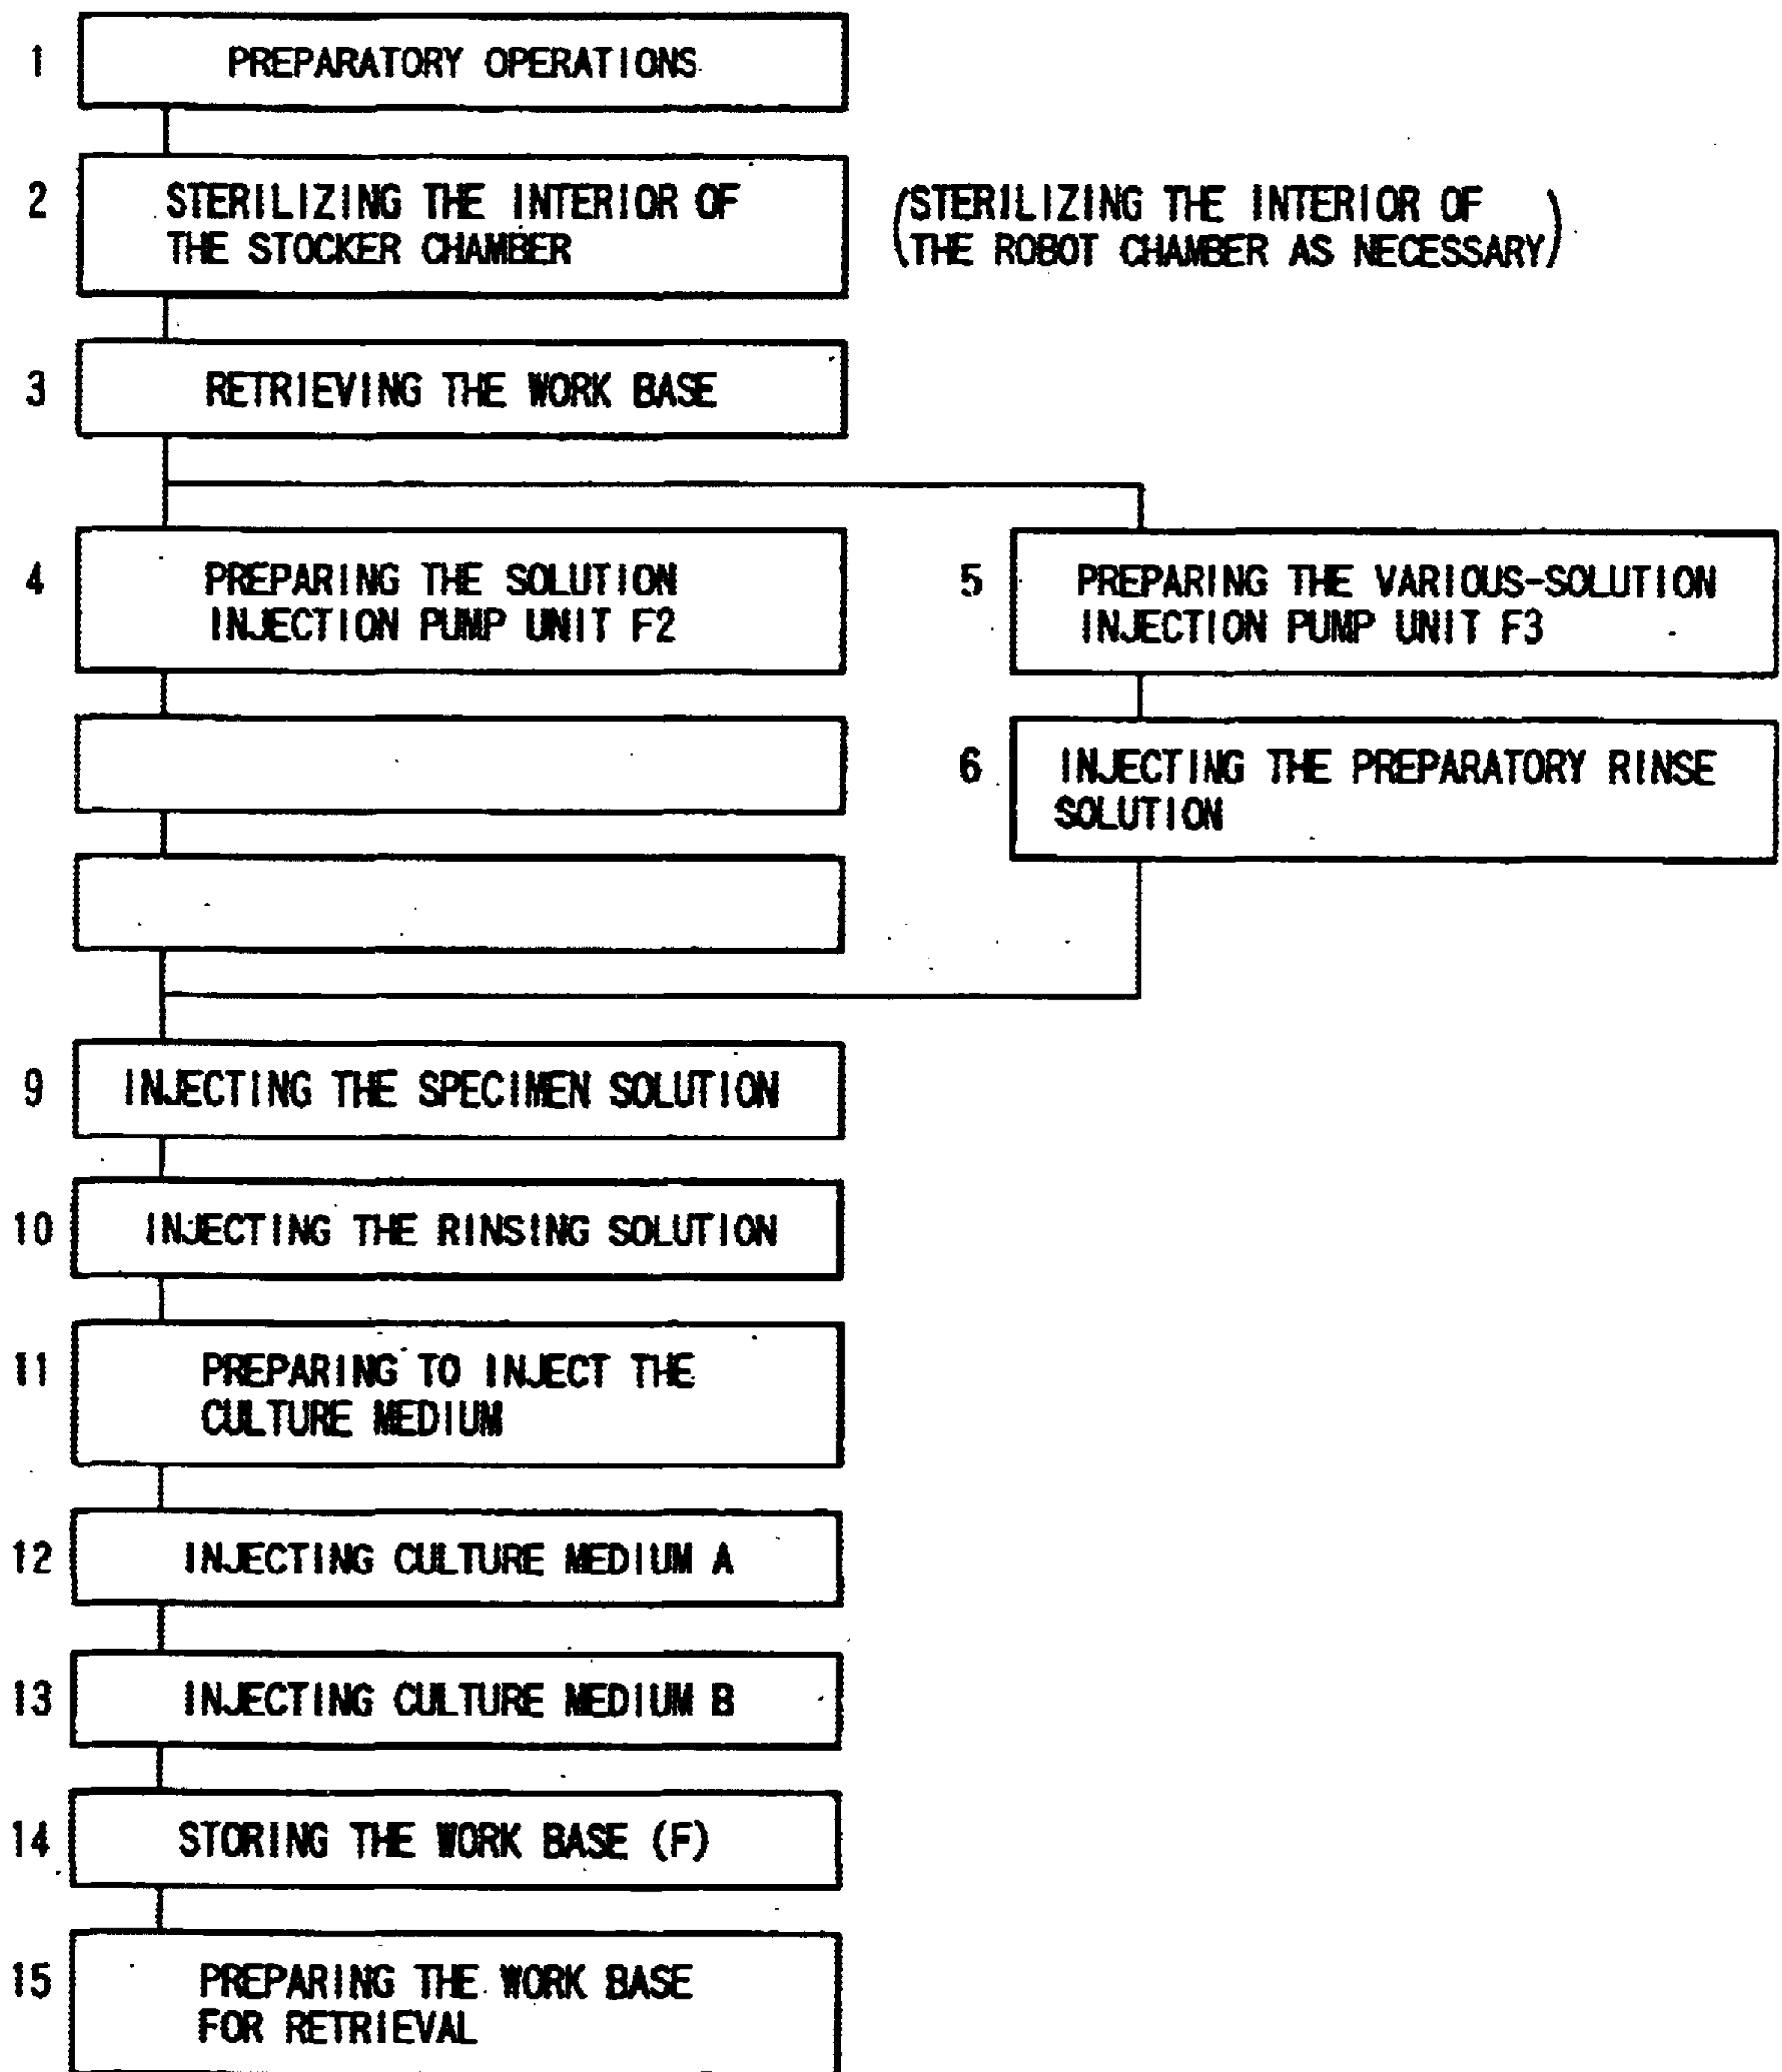 1 PREPARATORY OPERATIONS
2 STERILIZING THE INTERIOR OF
THE STOCKER CHAMBER
(STERILIZING THE INTERIOR OF
THE ROBOT CHAMBER AS NECESSARY)
3 RETRIEVING THE WORK BASE
4 PREPARING THE SOLUTION
INJECTION PUMP UNIT F2
5 PREPARING THE VARIOUS-SOLUTION
INJECTION PUMP UNIT F3
6 INJECTING THE PREPARATORY RINSE
SOLUTION
9 INJECTING THE SPECIMEN SOLUTION
10 INJECTING THE RINSING SOLUTION
11 PREPARING TO INJECT THE
CULTURE MEDIUM
12 INJECTING CULTURE MEDIUM A
13 INJECTING CULTURE MEDIUM B
14 STORING THE WORK BASE (F)
15 PREPARING THE WORK BASE
FOR RETRIEVAL